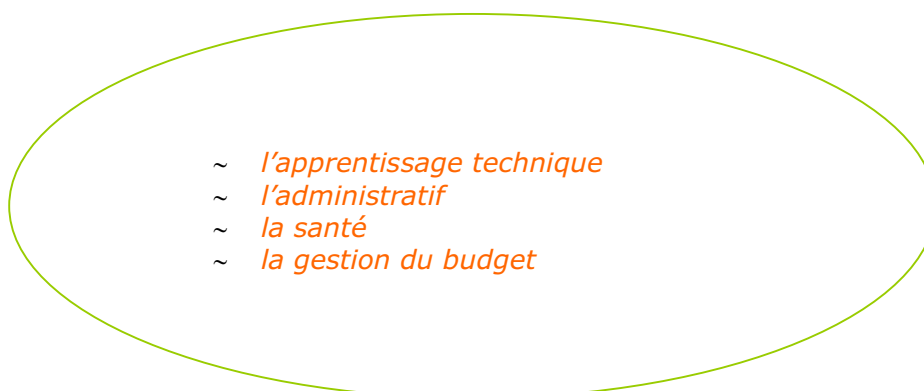 ~ l'apprentissage technique
~ l'administratif
~ la santé
~ la gestion du budget